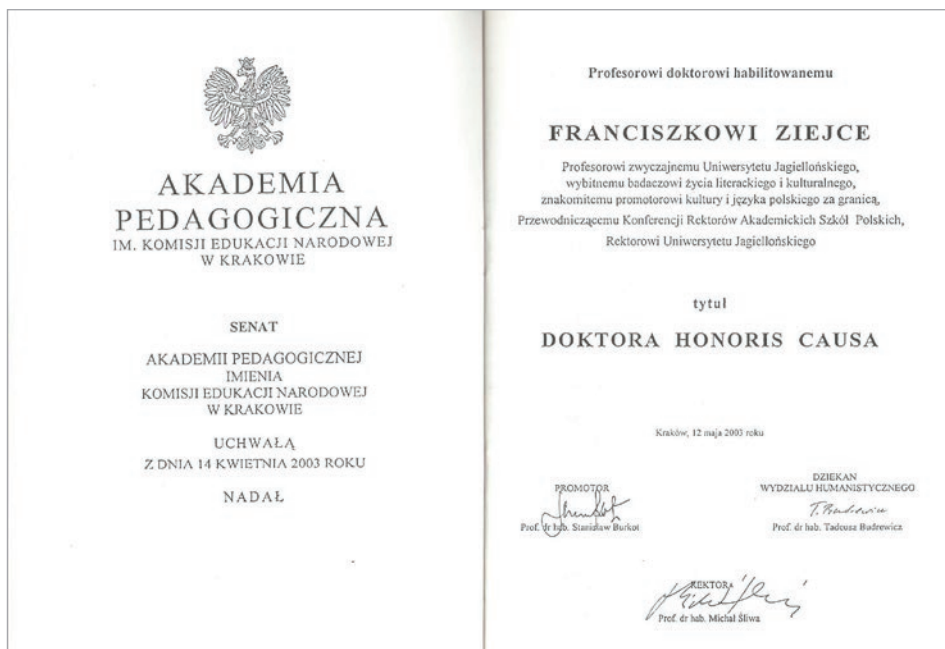 AKADEMIA
PEDAGOGICZNA
IM. KOMISJI EDUKACJI NARODOWEJ
W KRAKOWIE
SENAT
AKADEMII PEDAGOGICZNEJ
IMIENIA
KOMISJI EDUKACJI NARODOWEJ
W KRAKOWIE
UCHWAŁĄ
Z DNIA 14 KWIETNIA 2003 ROKU
NADAŁ
Profesorowi doktorowi habilitowanemu
FRANCISZKOWI ZIEJCE
Profesorowi zwyczajnemu Uniwersytetu Jagiellońskiego,
wybitnemu badaczowi życia literackiego i kulturalnego,
znakomitemu promotorowi kultury i języka polskiego za granicą,
Przewodniczącemu Konferencji Rektorów Akademickich Szkół Polskich,
Rektorowi Uniwersytetu Jagiellońskiego
tytuł
DOKTORA HONORIS CAUSA
Kraków, 12 maja 2003 roku
PROMOTOR
Prof. dr hab. Stanisław Burkot
DZIEKAN
WYDZIAŁU HUMANISTYCZNEGO
T. Budrewicz
Prof. dr hab. Tadeusz Budrewicz
REKTOR
Prof. dr hab. Michał Śliwa